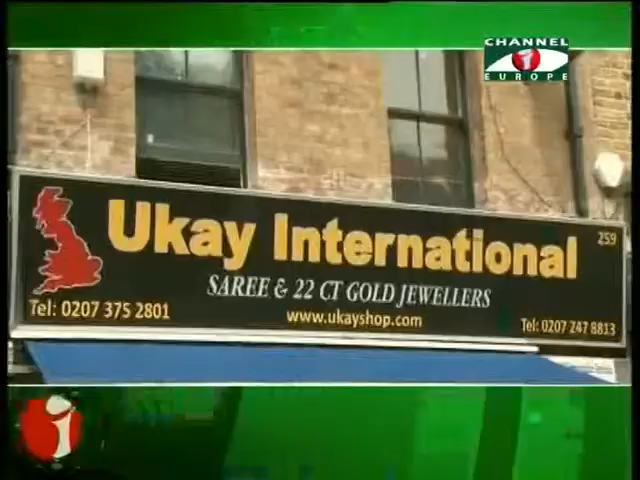 CHANNEL
i
EUROPE
259
Ukay International
SAREE & 22 CT GOLD JEWELLERS
Tel: 0207 375 2801
www.ukayshop.com
Tel: 0207 247 8813
i